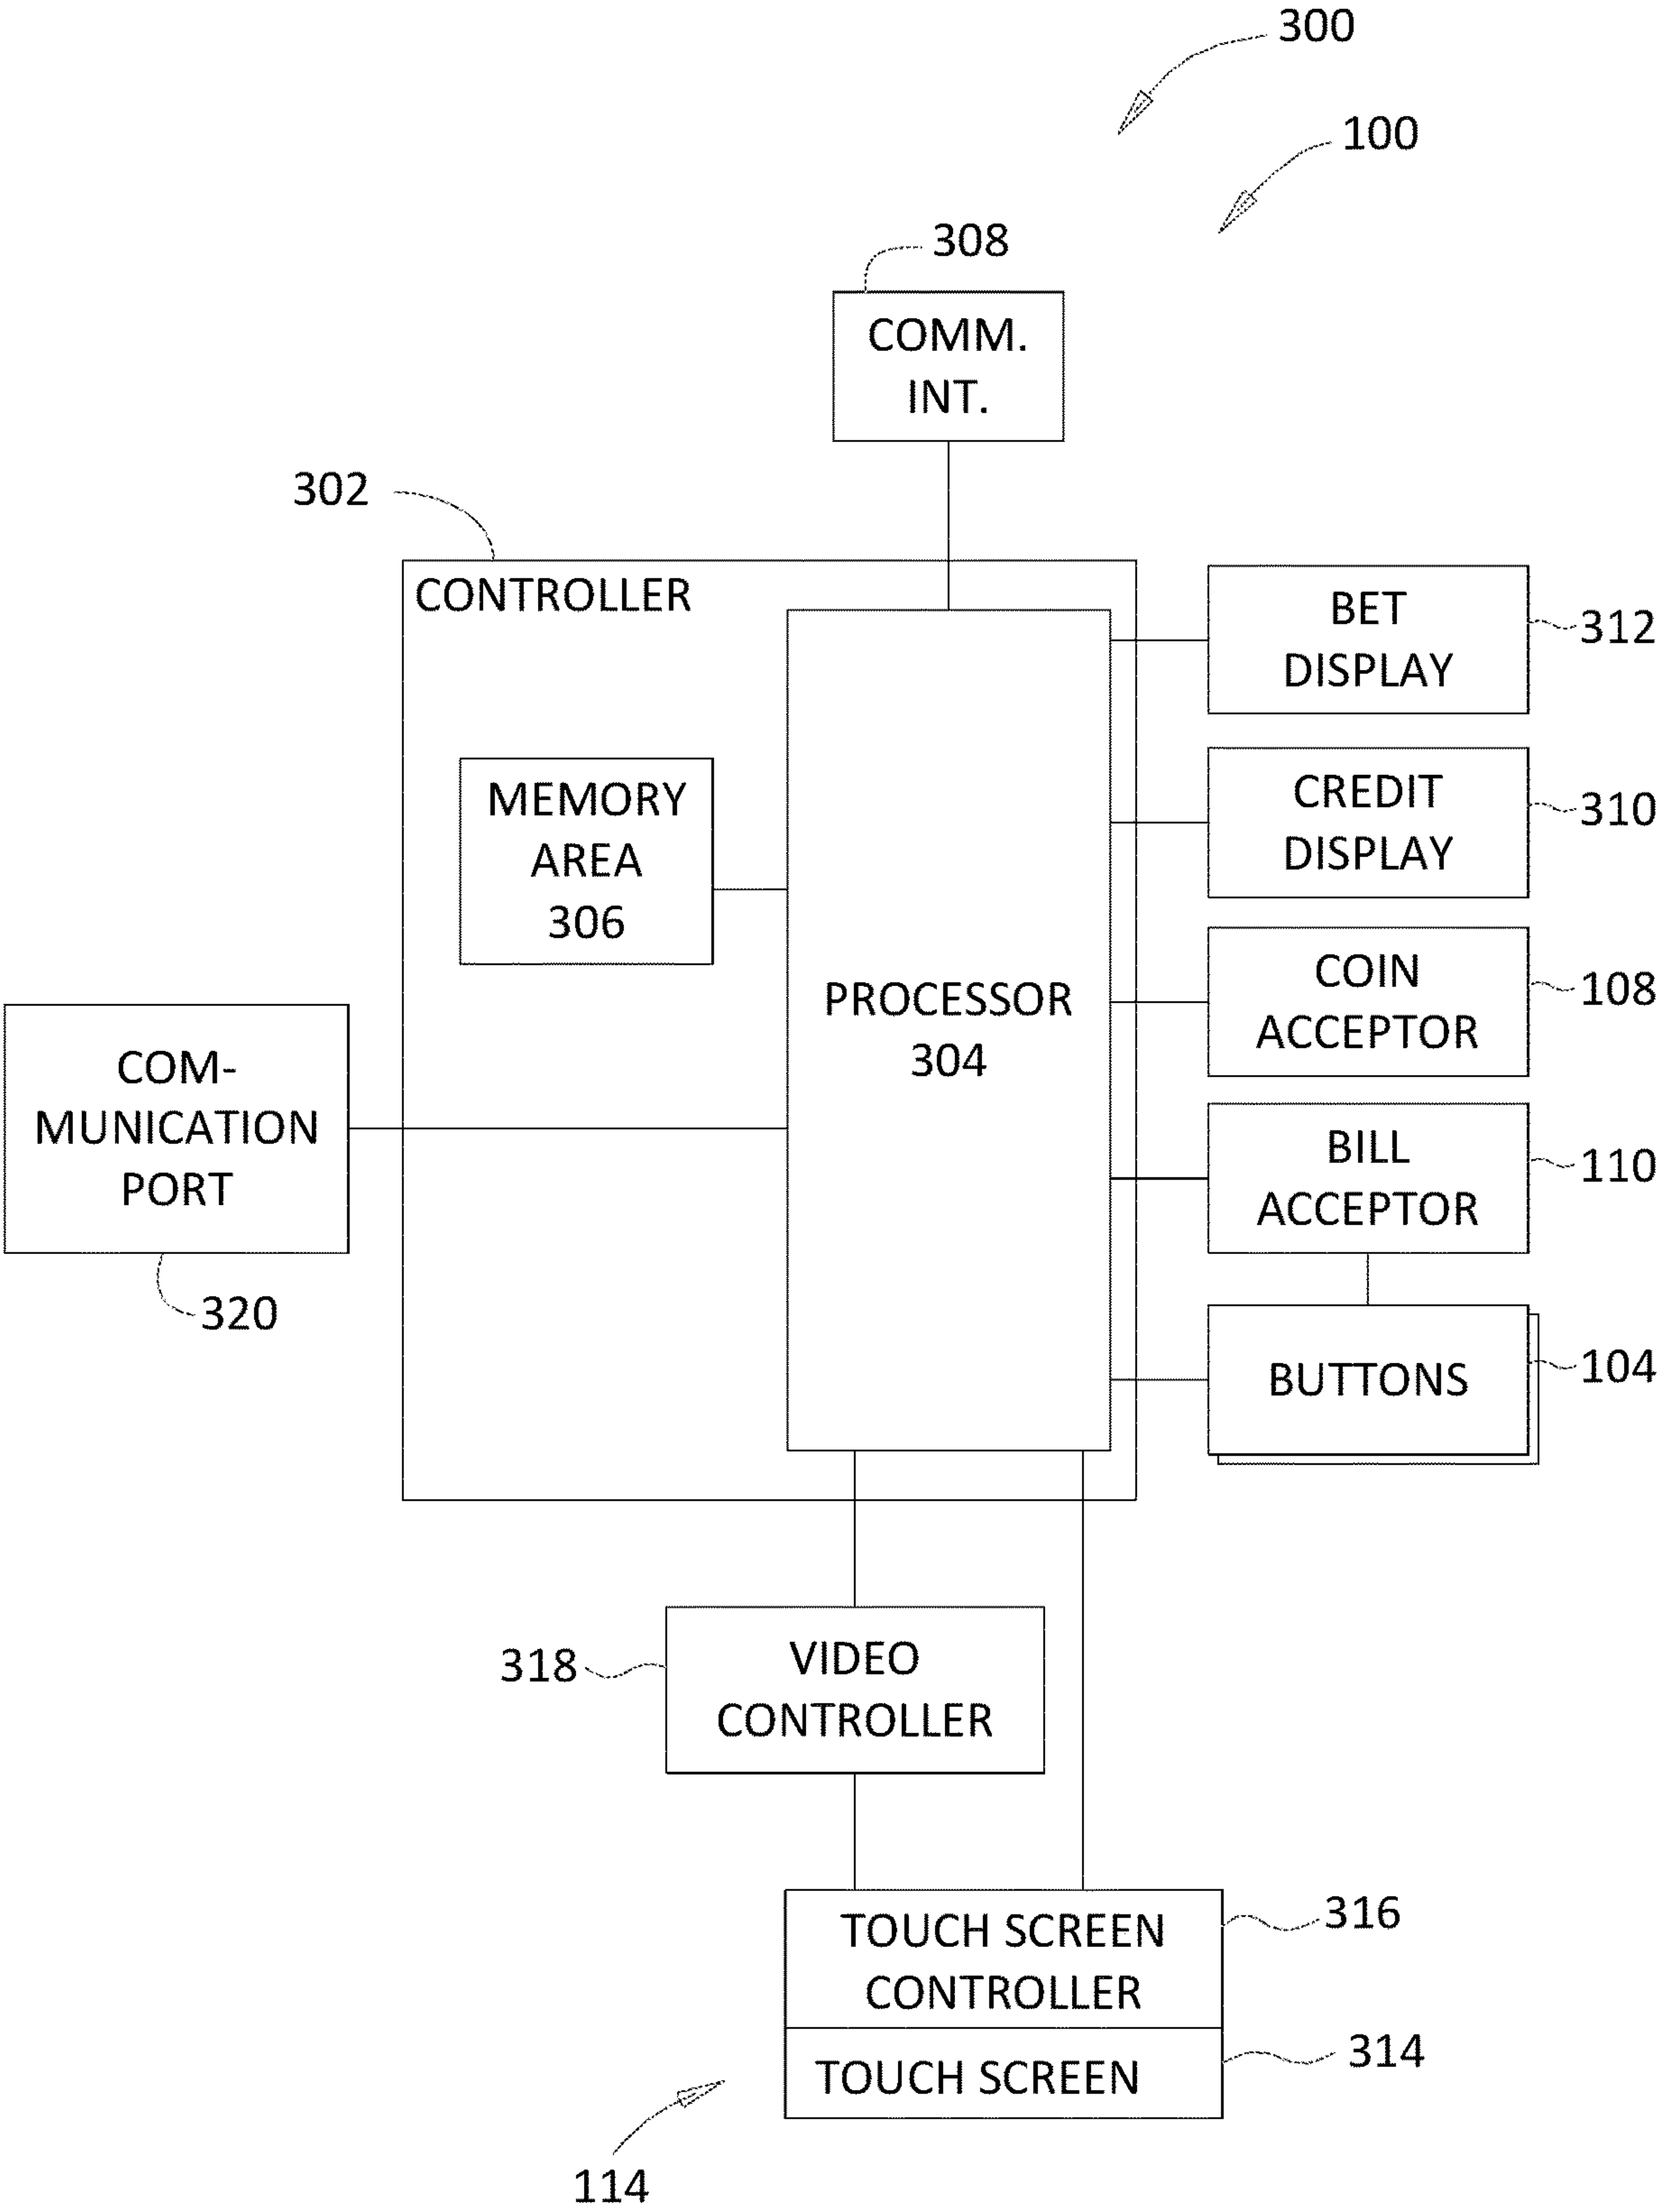 300
100
308
COMM.
INT.
302
CONTROLLER
BET
DISPLAY
312
MEMORY
AREA
306
CREDIT
DISPLAY
310
PROCESSOR
304
COIN
ACCEPTOR
108
COM-
MUNICATION
PORT
320
BILL
ACCEPTOR
110
BUTTONS
104
318
VIDEO
CONTROLLER
TOUCH SCREEN
CONTROLLER
316
TOUCH SCREEN
314
114